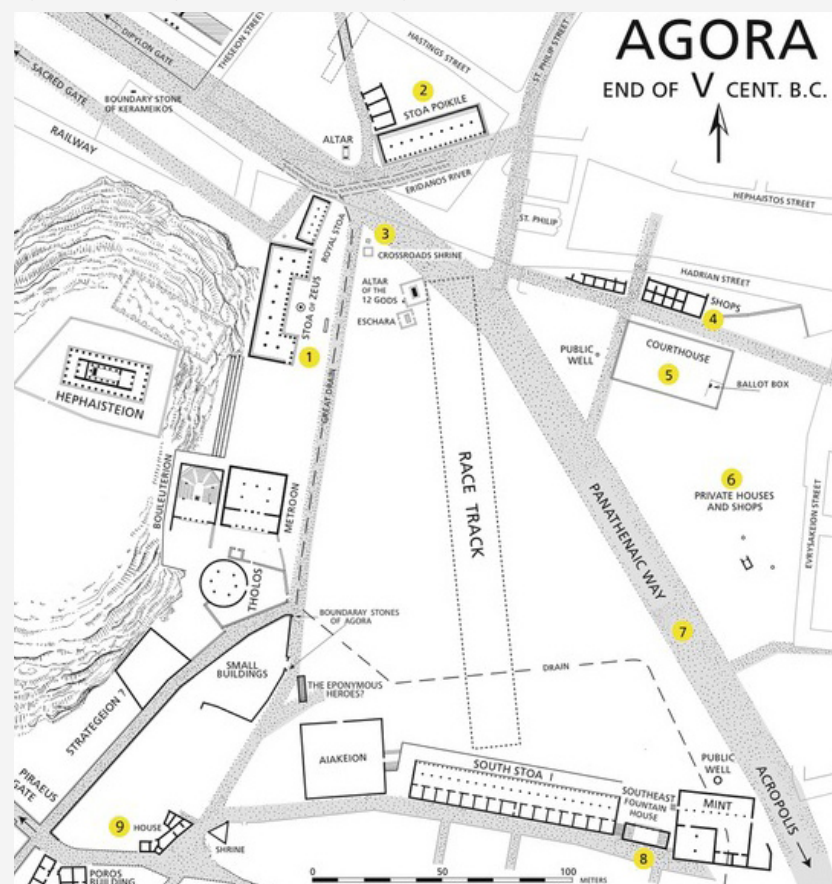 AGORA
END OF V CENT. B.C.
DIPYLON GATE
THESEION STREET
SACRED GATE
BOUNDARY STONE
OF KERAMEIKOS
RAILWAY
HASTINGS STREET
2
STOA POIKILE
ST. PHILIP STREET
ALTAR
ERIDANOS RIVER
HEPHAISTOS STREET
ST. PHILIP
ROYAL STOA
3
CROSSROADS SHRINE
HADRIAN STREET
ALTAR
OF THE
12 GODS
ESCHARA
STOA OF ZEUS
1
SHOPS
4
PUBLIC
WELL
COURTHOUSE
5
BALLOT BOX
HEPHAISTEION
GREAT DRAIN
RACE TRACK
BOULEUTERION
METROON
6
PRIVATE HOUSES
AND SHOPS
EVRYSAKEION STREET
PANATHENAIC WAY
THOLOS
BOUNDARAY STONES
OF AGORA
7
SMALL
BUILDINGS
DRAIN
THE EPONYMOUS
HEROES?
STRATEGEION ?
AIAKEION
SOUTH STOA I
PUBLIC
WELL
ACROPOLIS
PIRAEUS
GATE
SOUTHEAST
FOUNTAIN
HOUSE
MINT
9
HOUSE
SHRINE
8
POROS
BUILDING
0 50 100
METERS